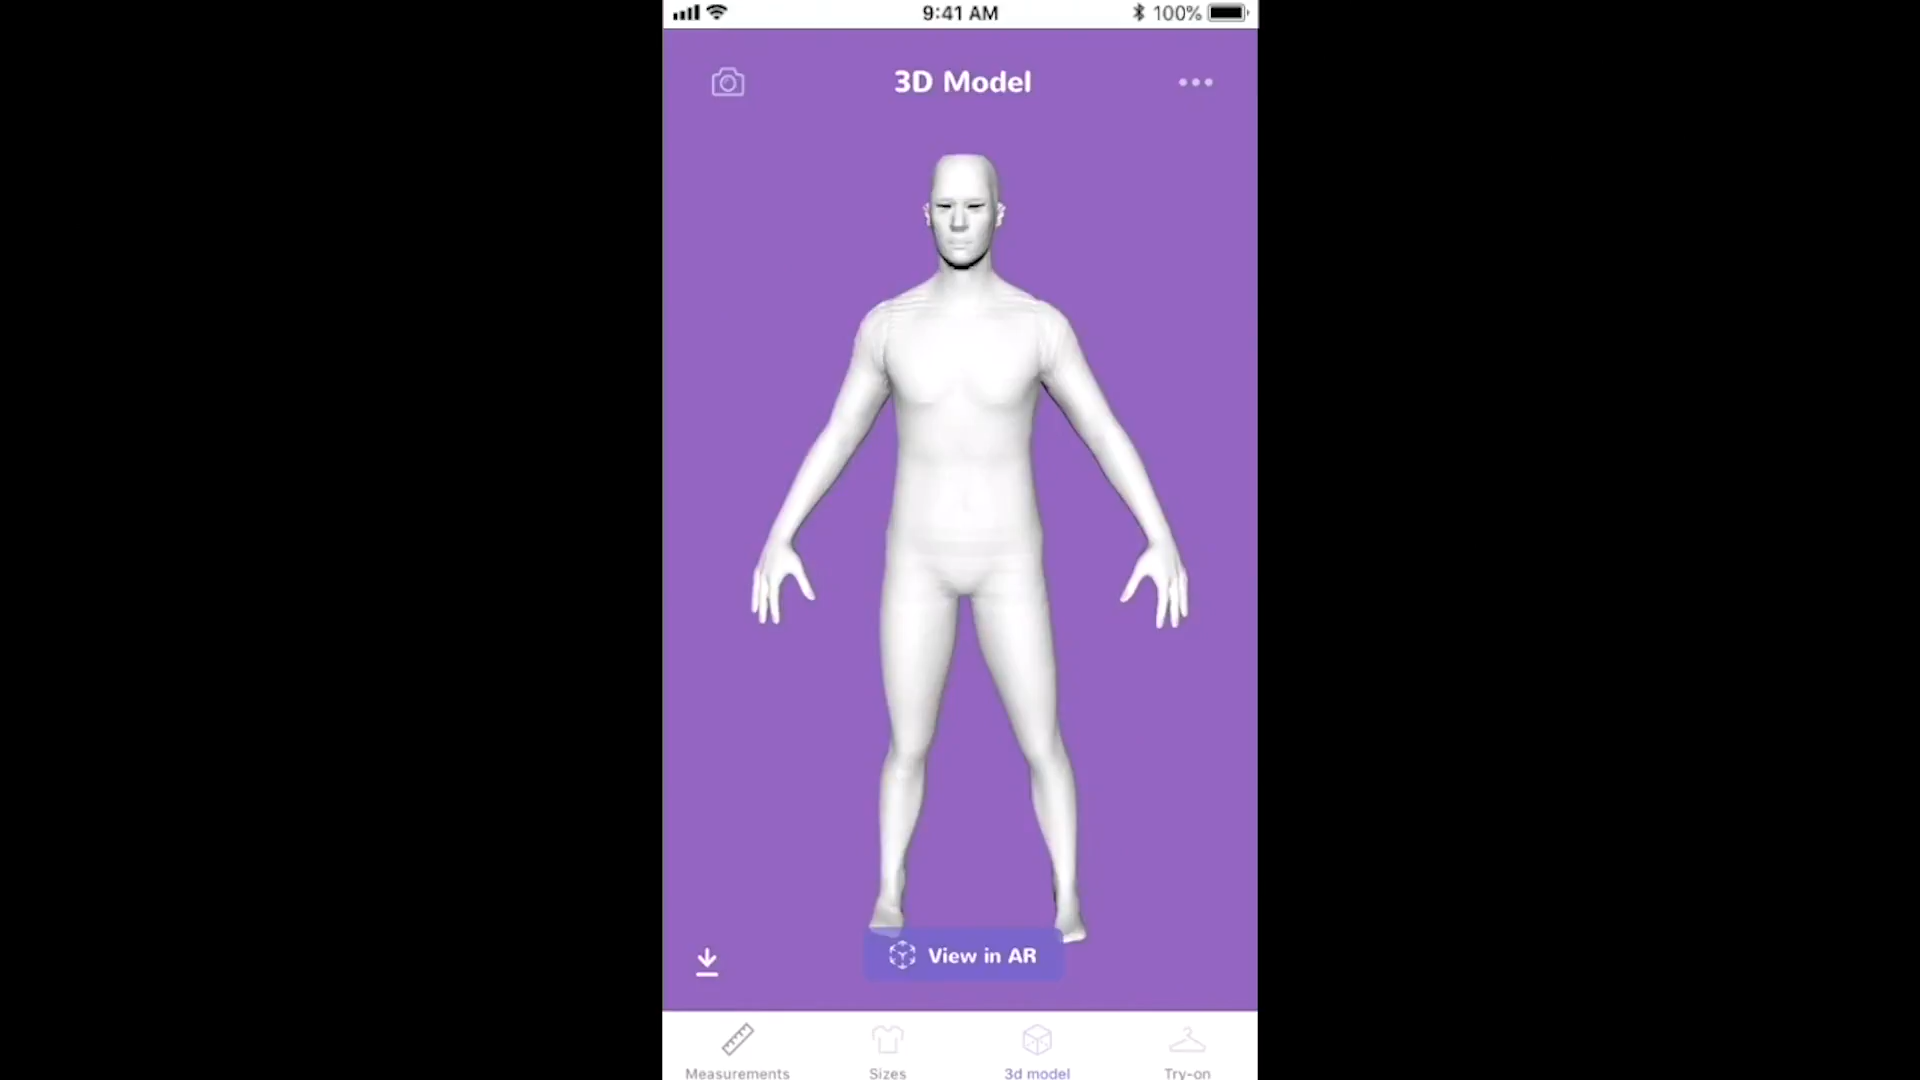 9:41 AM
100%
3D Model
View in AR
Measurements
Sizes
3d model
Try-on